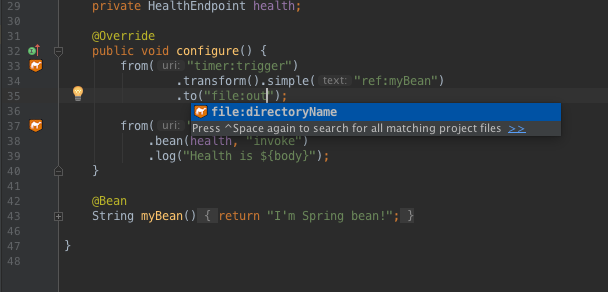 29 private HealthEndpoint health;
30
31 @Override
32 public void configure() {
33 from( uri: "timer:trigger")
34 .transform().simple( text: "ref:myBean")
35 .to("file:out");
file:directoryName
Press ^Space again to search for all matching project files >>
37 from( uri:
38 .bean(health, "invoke")
39 .log("Health is ${body}");
40 }
41
42 @Bean
43 String myBean() { return "I'm Spring bean!"; }
46
47 }
48